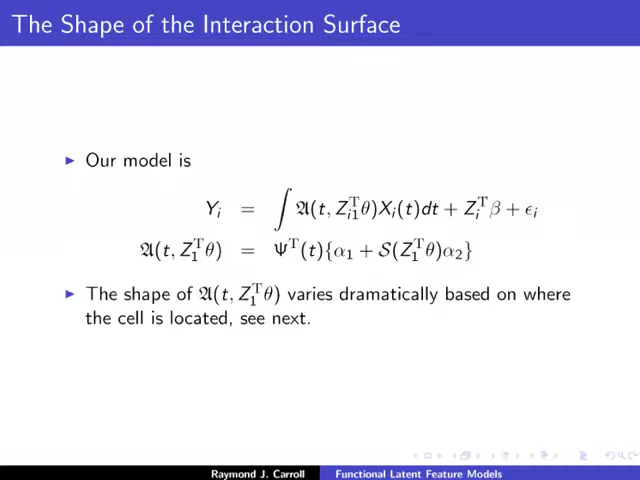 The Shape of the Interaction Surface
▶ Our model is
Y_i = ∫ 𝔄(t, Z_{i1}^T θ)X_i(t)dt + Z_i^T β + ϵ_i
𝔄(t, Z_1^T θ) = Ψ^T(t){α_1 + 𝒮(Z_1^T θ)α_2}
▶ The shape of 𝔄(t, Z_1^T θ) varies dramatically based on where
the cell is located, see next.
Raymond J. Carroll Functional Latent Feature Models